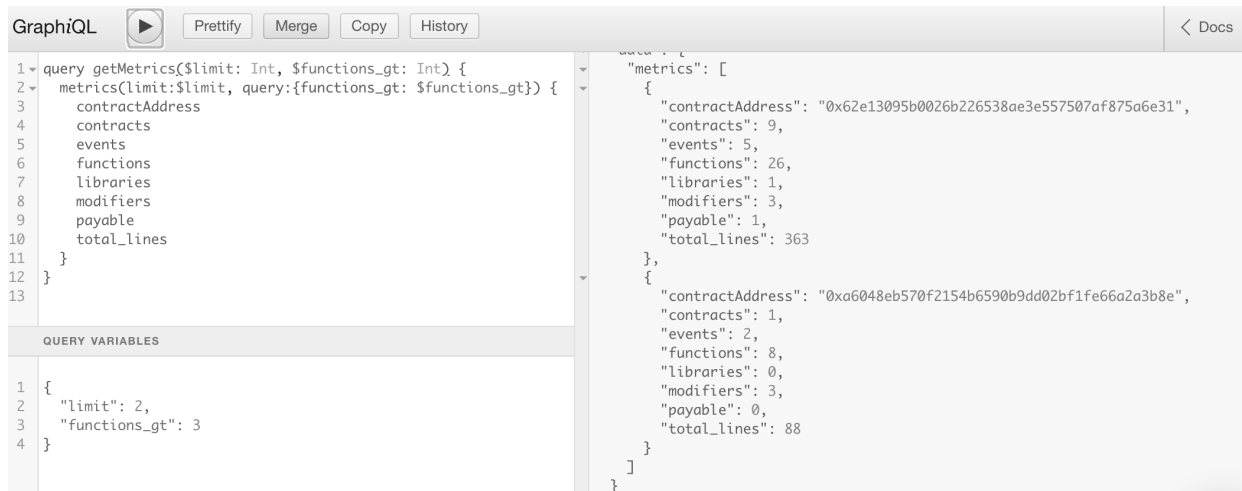 GraphiQL Prettify Merge Copy History < Docs
1 query getMetrics($limit: Int, $functions_gt: Int) {
2 metrics(limit:$limit, query:{functions_gt: $functions_gt}) {
3 contractAddress
4 contracts
5 events
6 functions
7 libraries
8 modifiers
9 payable
10 total_lines
11 }
12 }
13
QUERY VARIABLES
1 {
2 "limit": 2,
3 "functions_gt": 3
4 }
"data": {
"metrics": [
{
"contractAddress": "0x62e13095b0026b226538ae3e557507af875a6e31",
"contracts": 9,
"events": 5,
"functions": 26,
"libraries": 1,
"modifiers": 3,
"payable": 1,
"total_lines": 363
},
{
"contractAddress": "0xa6048eb570f2154b6590b9dd02bf1fe66a2a3b8e",
"contracts": 1,
"events": 2,
"functions": 8,
"libraries": 0,
"modifiers": 3,
"payable": 0,
"total_lines": 88
}
]
}